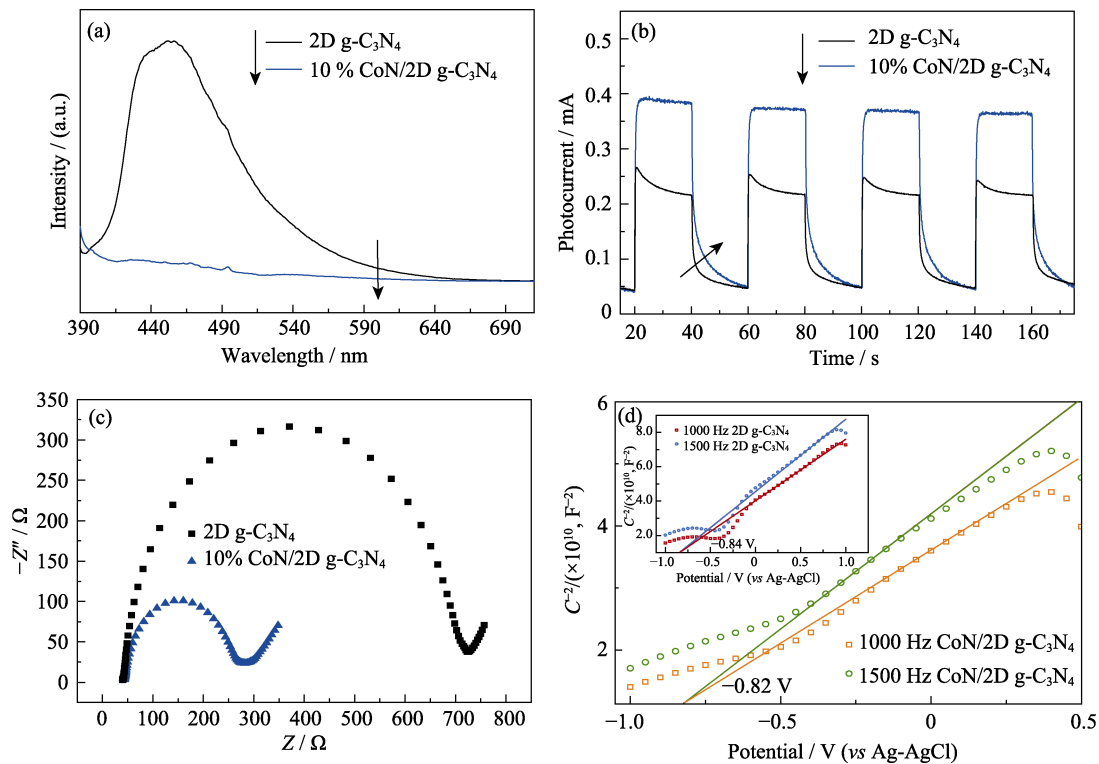 (a)
2D g-C₃N₄
10 % CoN/2D g-C₃N₄
Intensity / (a.u.)
390 440 490 540 590 640 690
Wavelength / nm
(b)
2D g-C₃N₄
10% CoN/2D g-C₃N₄
Photocurrent / mA
0.5
0.4
0.3
0.2
0.1
0
20 40 60 80 100 120 140 160
Time / s
(c)
−Z″ / Ω
350
300
250
200
150
100
50
0
2D g-C₃N₄
10% CoN/2D g-C₃N₄
0 100 200 300 400 500 600 700 800
Z / Ω
(d)
C⁻²/(×10¹⁰, F⁻²)
6
4
2
1000 Hz 2D g-C₃N₄
1500 Hz 2D g-C₃N₄
C⁻²/(×10¹⁰, F⁻²)
8.0
6.0
4.0
2.0
−0.84 V
−1.0 −0.5 0 0.5 1.0
Potential / V (vs Ag-AgCl)
1000 Hz CoN/2D g-C₃N₄
1500 Hz CoN/2D g-C₃N₄
−0.82 V
−1.0 −0.5 0 0.5
Potential / V (vs Ag-AgCl)